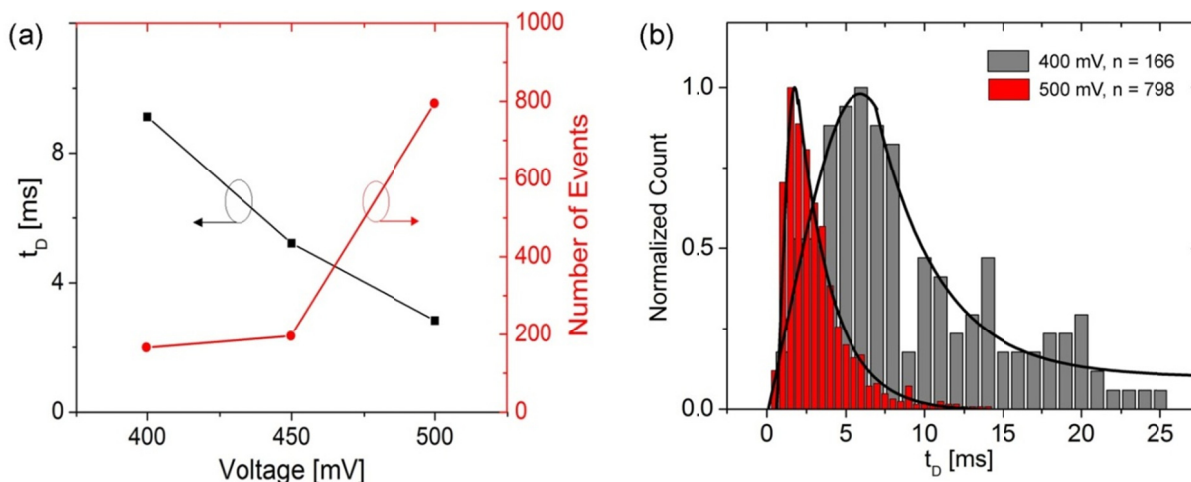 (a)
t_D [ms]
8
4
0
1000
800
600
400
200
0
Number of Events
400 450 500
Voltage [mV]
(b)
400 mV, n = 166
500 mV, n = 798
Normalized Count
1.0
0.5
0.0
0 5 10 15 20 25
t_D [ms]